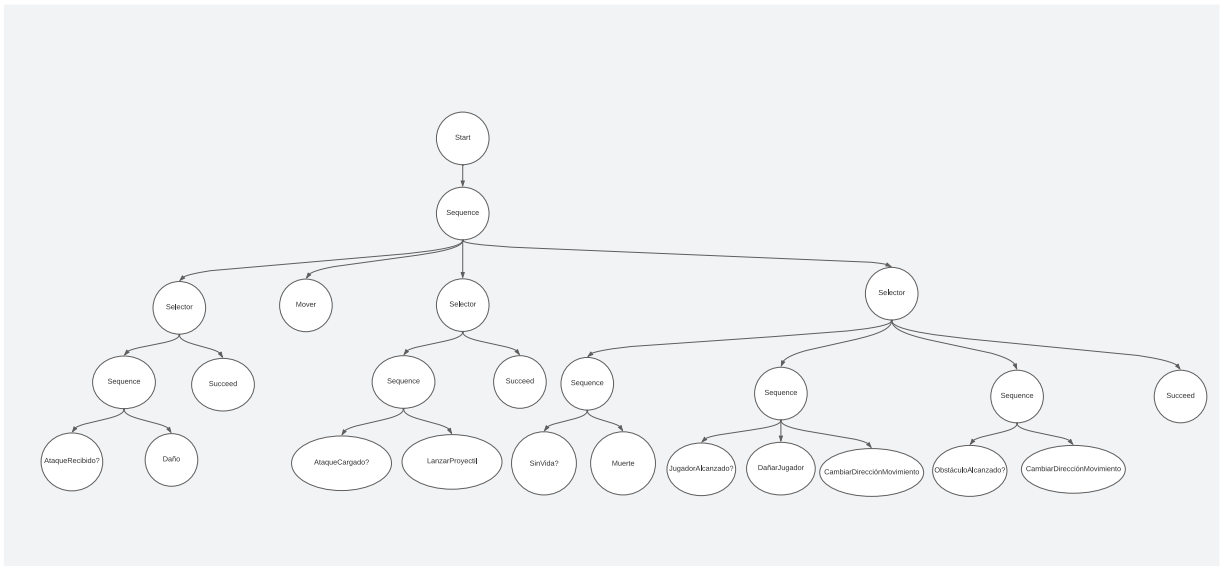 Start
Sequence
Selector
Mover
Selector
Selector
Sequence
Succeed
Sequence
Succeed
Sequence
Sequence
Sequence
Succeed
AtaqueRecibido?
Daño
AtaqueCargado?
LanzarProyectil
SinVida?
Muerte
JugadorAlcanzado?
DañarJugador
CambiarDirecciónMovimiento
ObstáculoAlcanzado?
CambiarDirecciónMovimiento